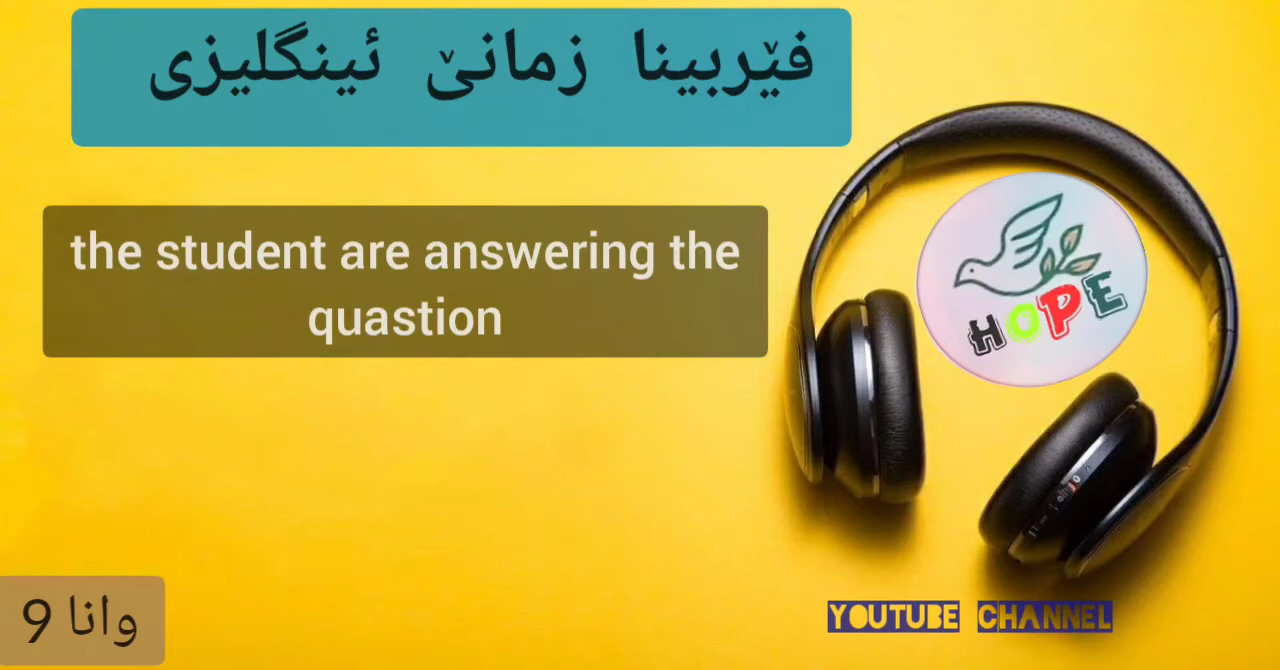 فێربینا زمانێ ئینگلیزی
the student are answering the
quastion
HOPE
وانا 9
YOUTUBE CHANNEL